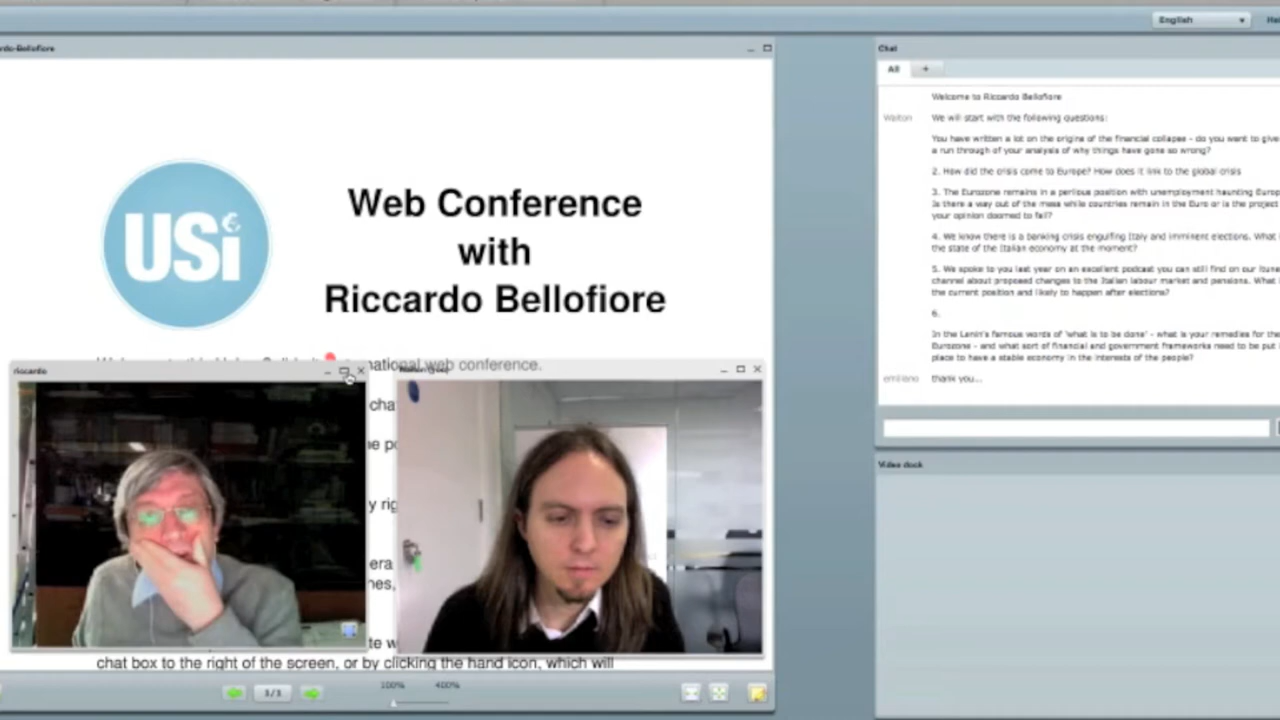 English
Ha
rdo-Bellofiore
USi
Web Conference
with
Riccardo Bellofiore
national web conference.
riccardo
cha
e po
y rig
era
nes,
te w
chat box to the right of the screen, or by clicking the hand icon, which will
1/1
100%
400%
Chat
All
+
Welcome to Riccardo Bellofiore
Walton
We will start with the following questions:
You have written a lot on the origins of the financial collapse - do you want to give
a run through of your analysis of why things have gone so wrong?
2. How did the crisis come to Europe? How does it link to the global crisis
3. The Eurozone remains in a perilous position with unemployment haunting Europ
Is there a way out of the mess while countries remain in the Euro or is the project
your opinion doomed to fail?
4. We know there is a banking crisis engulfing Italy and imminent elections. What i
the state of the Italian economy at the moment?
5. We spoke to you last year on an excellent podcast you can still find on our itune
channel about proposed changes to the Italian labour market and pensions. What i
the current position and likely to happen after elections?
6.
In the Lenin's famous words of 'what is to be done' - what is your remedies for the
Eurozone - and what sort of financial and government frameworks need to be put i
place to have a stable economy in the interests of the people?
emiliano
thank you...
Video dock